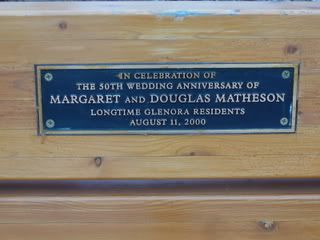 IN CELEBRATION OF
THE 50TH WEDDING ANNIVERSARY OF
MARGARET AND DOUGLAS MATHESON
LONGTIME GLENORA RESIDENTS
AUGUST 11, 2000